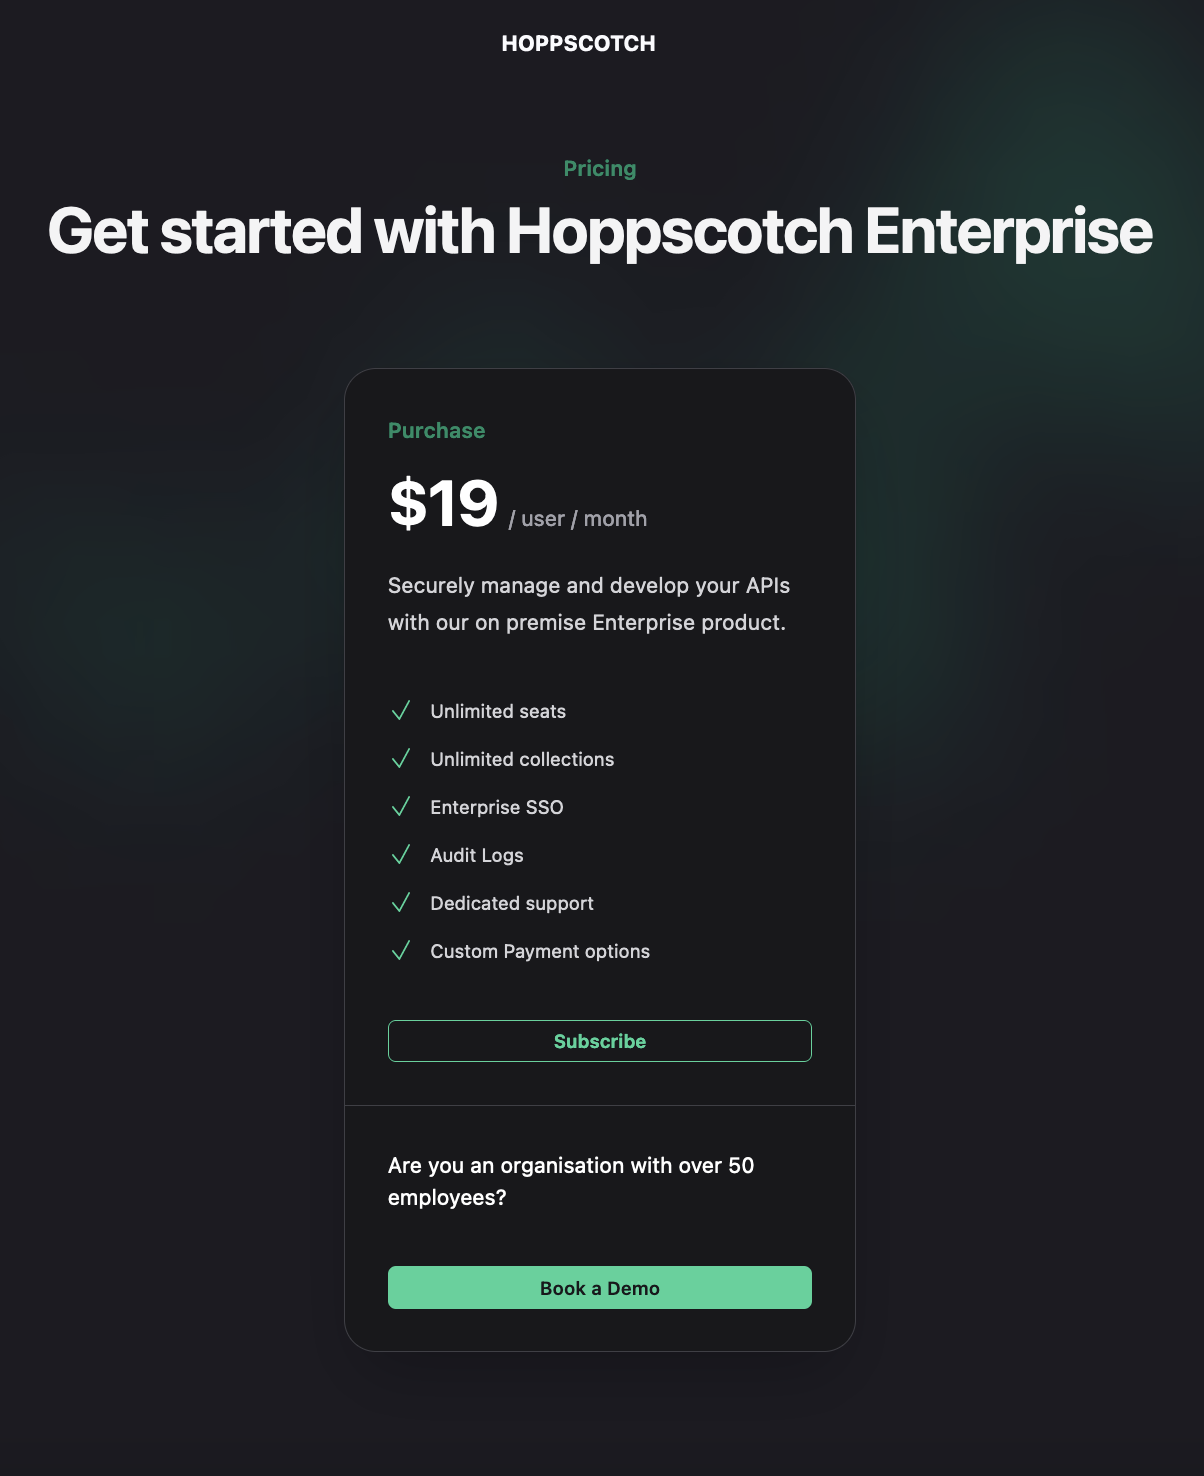 HOPPSCOTCH
Pricing
Get started with Hoppscotch Enterprise
Purchase
$19 / user / month
Securely manage and develop your APIs
with our on premise Enterprise product.
Unlimited seats
Unlimited collections
Enterprise SSO
Audit Logs
Dedicated support
Custom Payment options
Subscribe
Are you an organisation with over 50
employees?
Book a Demo